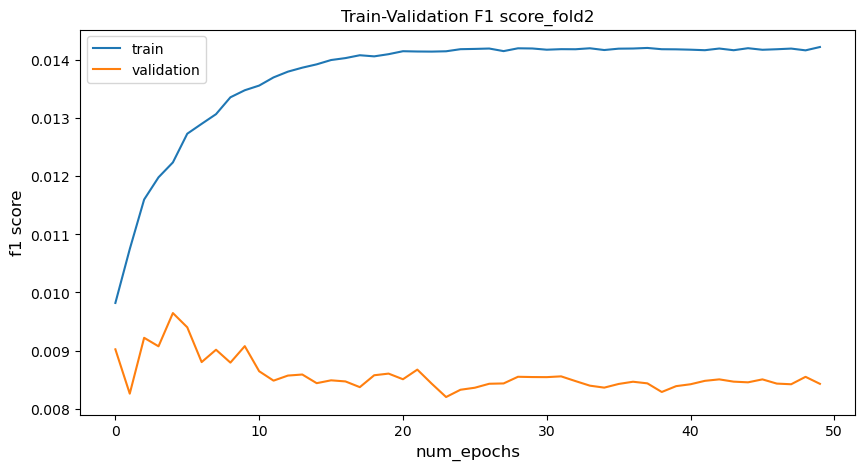 Train-Validation F1 score_fold2
train
validation
f1 score
0.014
0.013
0.012
0.011
0.010
0.009
0.008
0 10 20 30 40 50
num_epochs